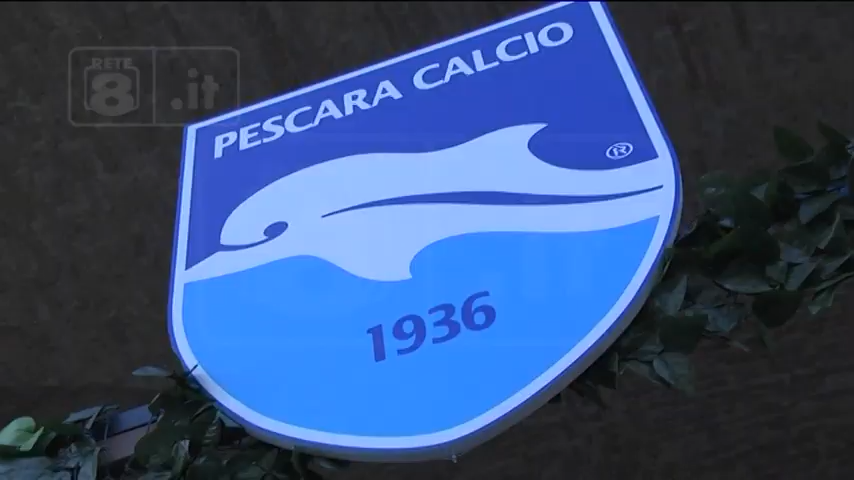 RETE
8
.it
PESCARA CALCIO
®
1936